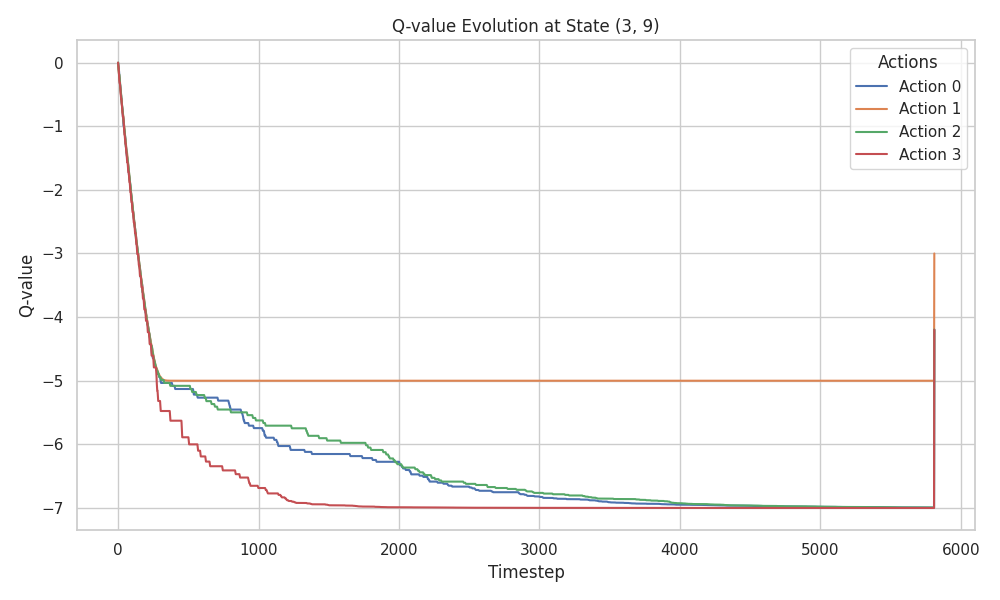 Q-value Evolution at State (3, 9)
Actions
Action 0
Action 1
Action 2
Action 3
Q-value
0
−1
−2
−3
−4
−5
−6
−7
0 1000 2000 3000 4000 5000 6000
Timestep